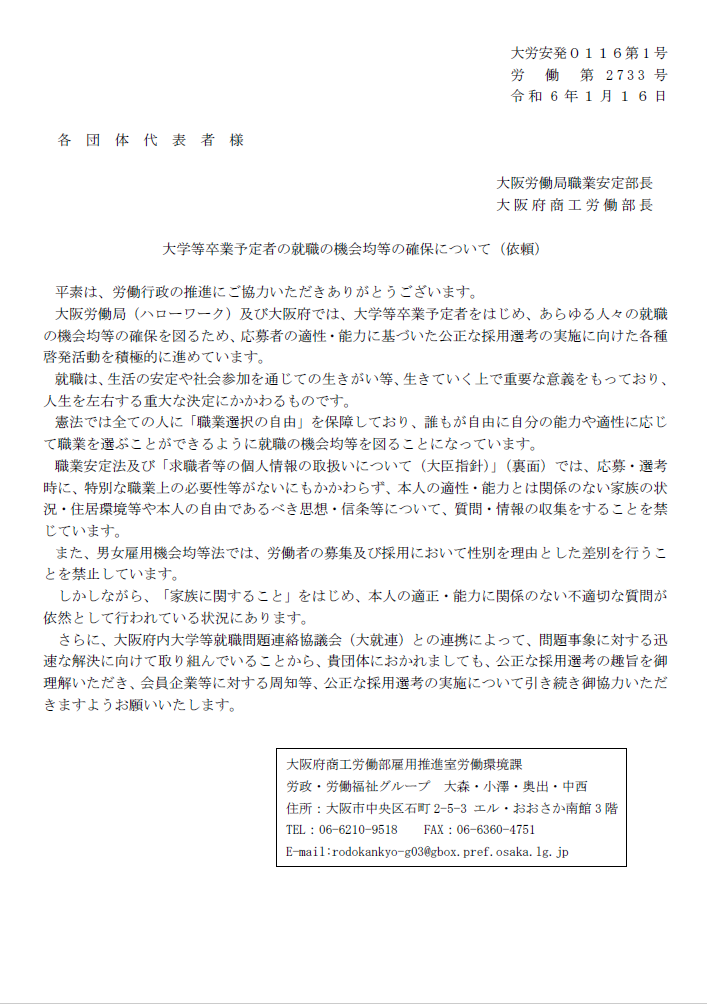 大労安発０１１６第１号
労働第2733号
令和６年１月１６日
各団体代表者様
大阪労働局職業安定部長
大阪府商工労働部長
大学等卒業予定者の就職の機会均等の確保について（依頼）
平素は、労働行政の推進にご協力いただきありがとうございます。
大阪労働局（ハローワーク）及び大阪府では、大学等卒業予定者をはじめ、あらゆる人々の就職
の機会均等の確保を図るため、応募者の適性・能力に基づいた公正な採用選考の実施に向けた各種
啓発活動を積極的に進めています。
就職は、生活の安定や社会参加を通じての生きがい等、生きていく上で重要な意義をもっており、
人生を左右する重大な決定にかかわるものです。
憲法では全ての人に「職業選択の自由」を保障しており、誰もが自由に自分の能力や適性に応じ
て職業を選ぶことができるように就職の機会均等を図ることになっています。
職業安定法及び「求職者等の個人情報の取扱いについて（大臣指針）」（裏面）では、応募・選考
時に、特別な職業上の必要性等がないにもかかわらず、本人の適性・能力とは関係のない家族の状
況・住居環境等や本人の自由であるべき思想・信条等について、質問・情報の収集をすることを禁
じています。
また、男女雇用機会均等法では、労働者の募集及び採用において性別を理由とした差別を行うこ
とを禁止しています。
しかしながら、「家族に関すること」をはじめ、本人の適正・能力に関係のない不適切な質問が
依然として行われている状況にあります。
さらに、大阪府内大学等就職問題連絡協議会（大就連）との連携によって、問題事象に対する迅
速な解決に向けて取り組んでいることから、貴団体におかれましても、公正な採用選考の趣旨を御
理解いただき、会員企業等に対する周知等、公正な採用選考の実施について引き続き御協力いただ
きますようお願いいたします。
大阪府商工労働部雇用推進室労働環境課
労政・労働福祉グループ　大森・小澤・奥出・中西
住所：大阪市中央区石町2-5-3 エル・おおさか南館３階
TEL：06-6210-9518　FAX：06-6360-4751
E-mail:rodokankyo-g03@gbox.pref.osaka.lg.jp